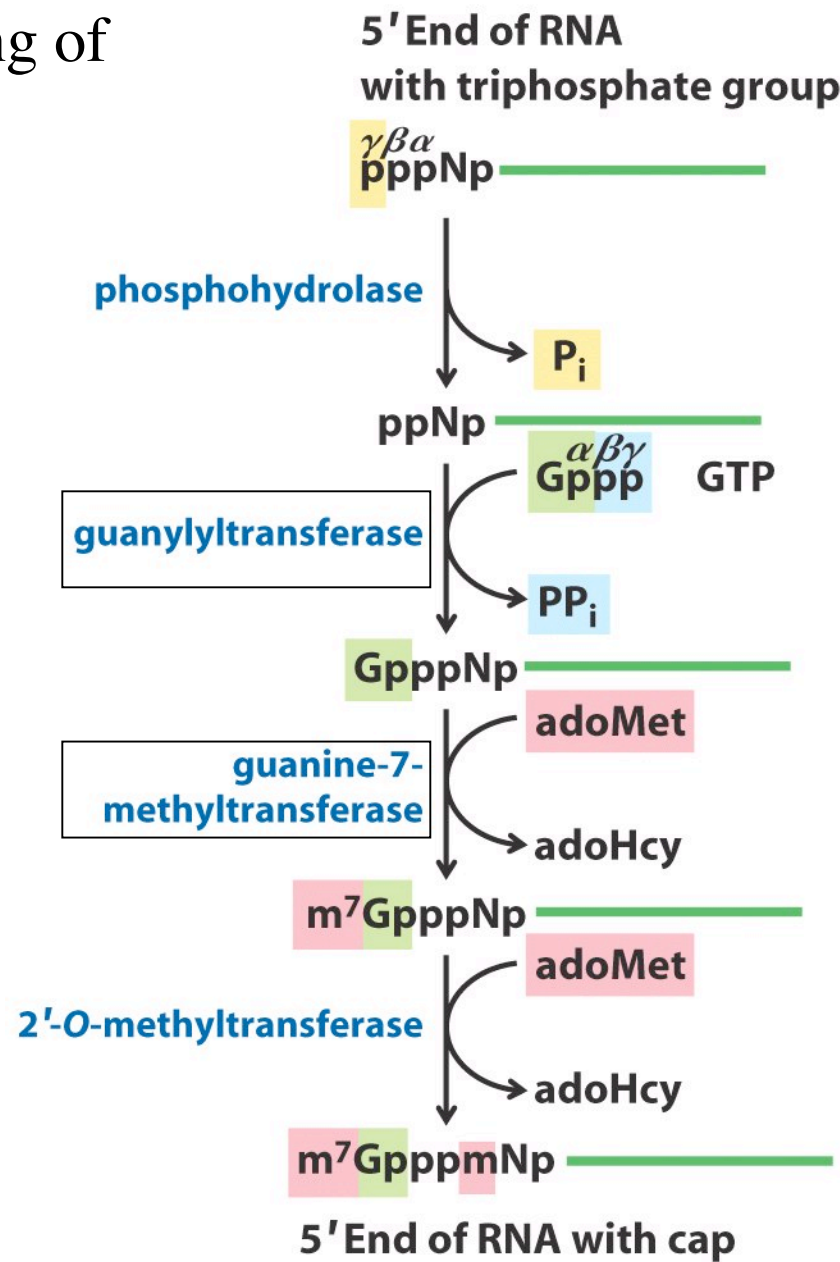 ng of
5′ End of RNA
with triphosphate group
γβα
pppNp
phosphohydrolase
Pi
ppNp
αβγ
Gppp GTP
guanylyltransferase
PPi
GpppNp
adoMet
guanine-7-
methyltransferase
adoHcy
m⁷GpppNp
adoMet
2′-O-methyltransferase
adoHcy
m⁷GpppmNp
5′ End of RNA with cap